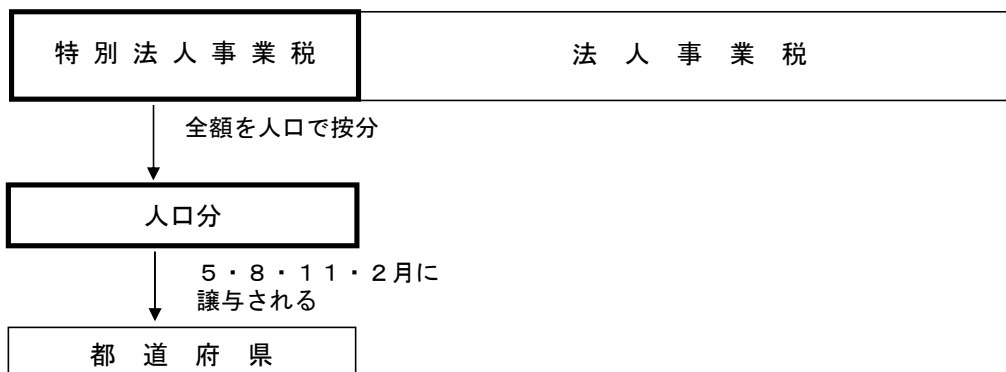 特別法人事業税
法人事業税
全額を人口で按分
人口分
５・８・１１・２月に
譲与される
都道府県